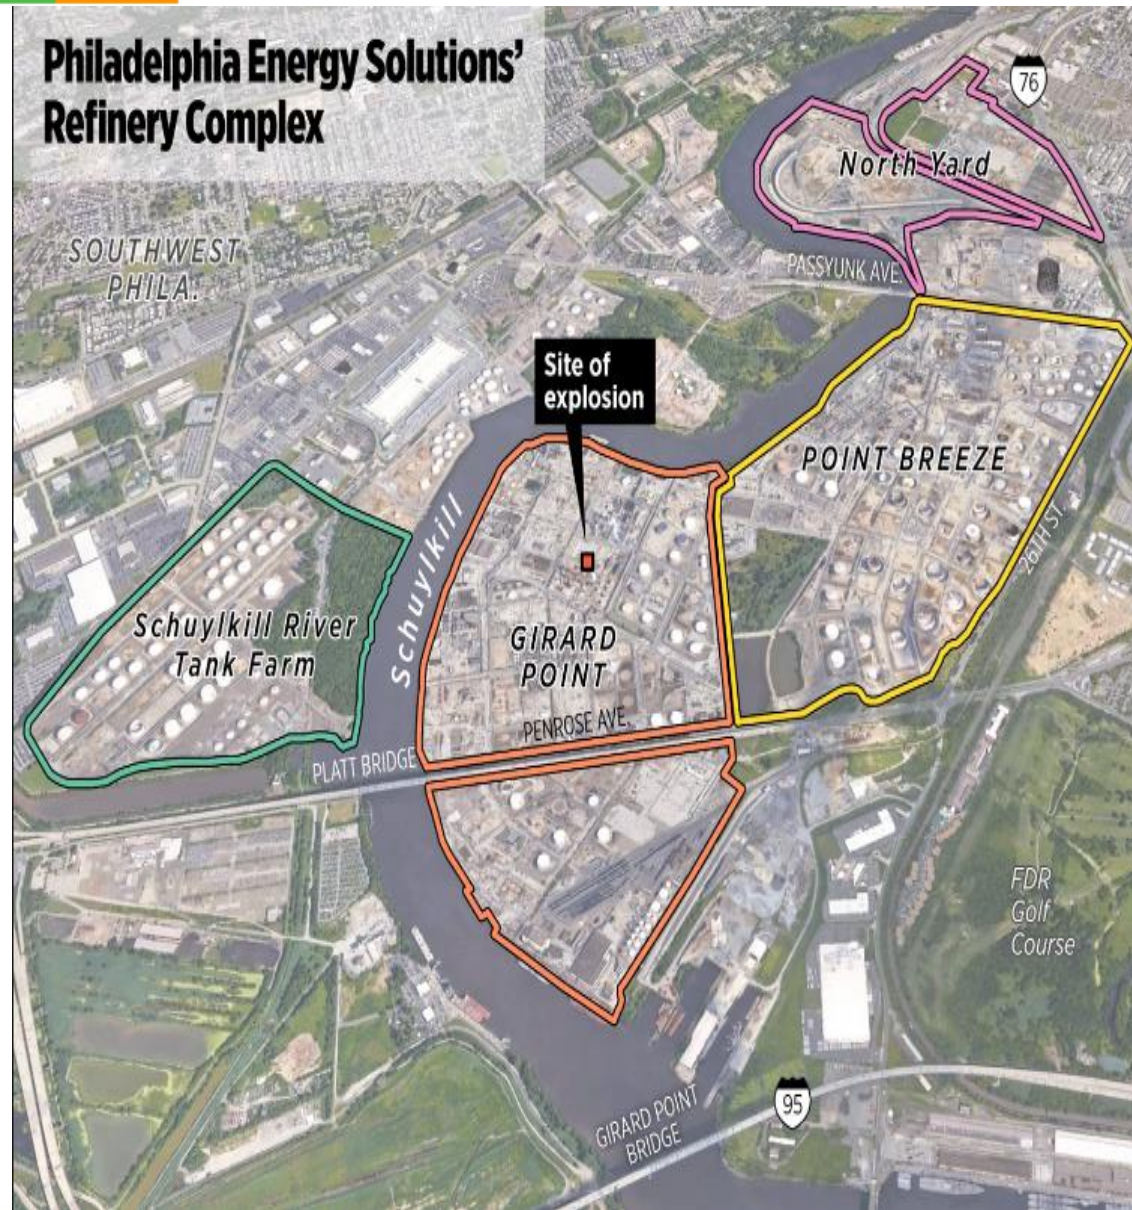 Philadelphia Energy Solutions'
Refinery Complex
76
North Yard
SOUTHWEST
PHILA.
PASSYUNK AVE.
Site of
explosion
POINT BREEZE
Schuylkill
26TH ST.
Schuylkill River
Tank Farm
GIRARD
POINT
PENROSE AVE.
PLATT BRIDGE
FDR
Golf
Course
95
GIRARD POINT
BRIDGE